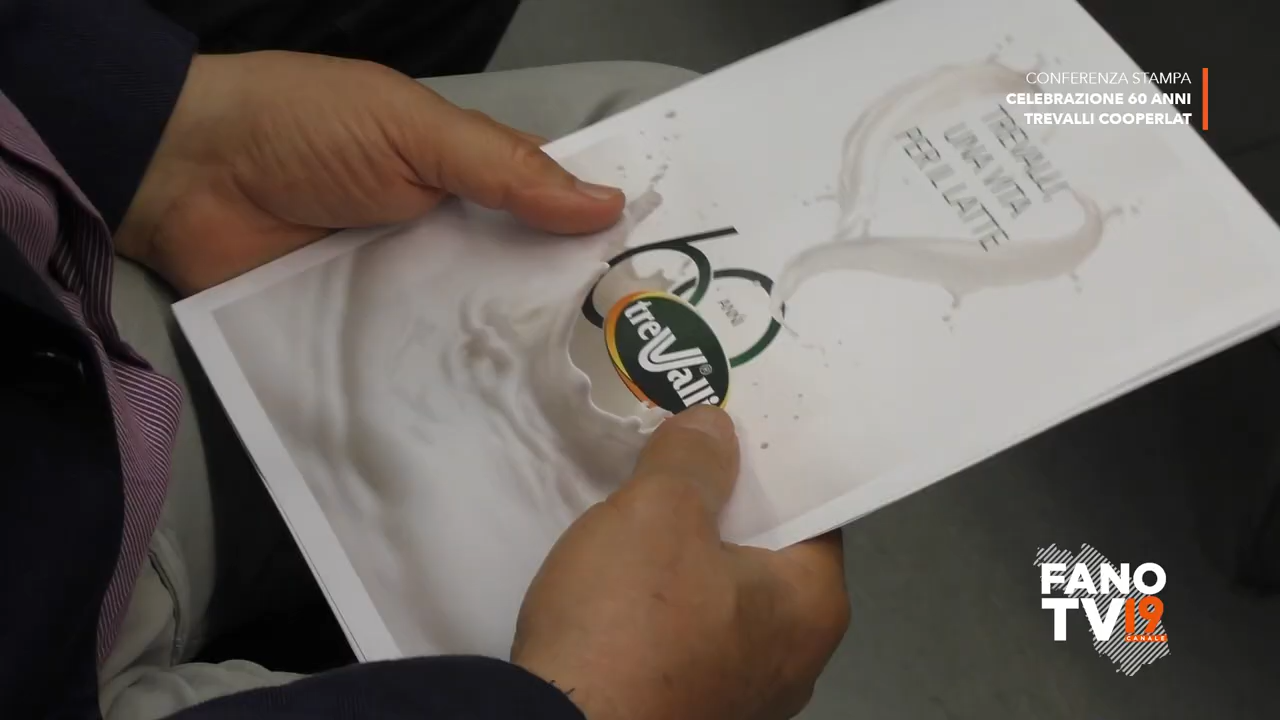 CONFERENZA STAMPA
CELEBRAZIONE 60 ANNI
TREVALLI COOPERLAT
TREVALLI,
UNA VITA
PER IL LATTE
60
ANNI
treValli®
FANO
TV19
CANALE